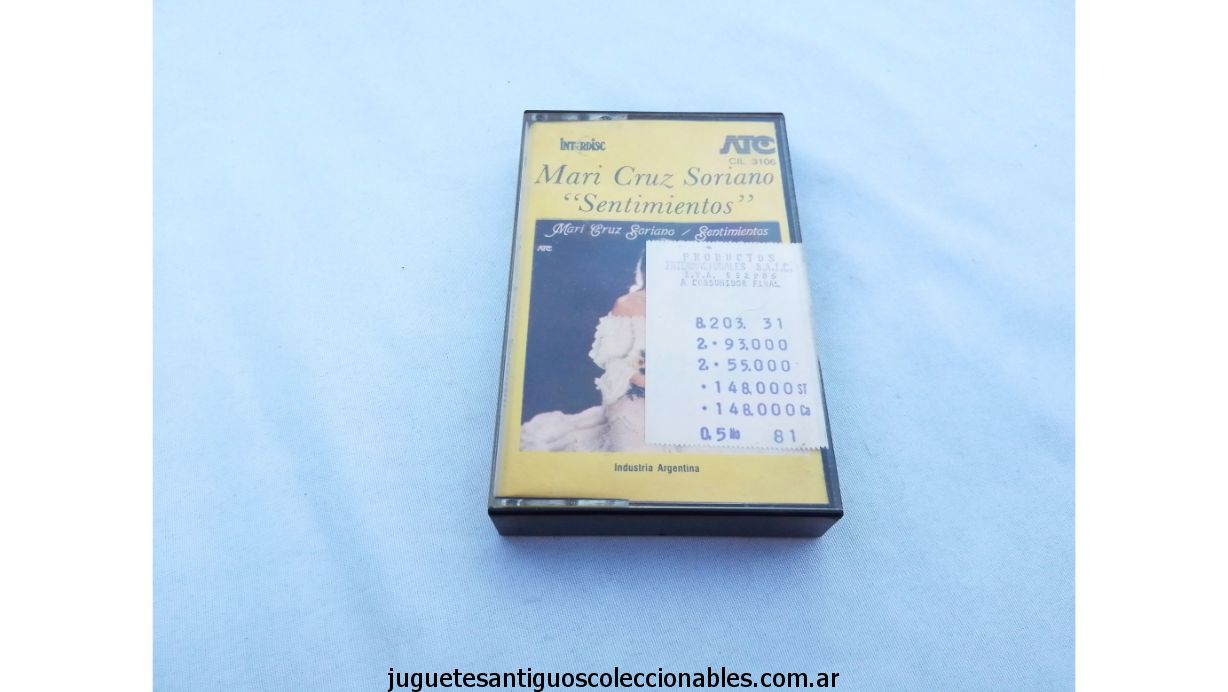 INTERDISC
ATC
CIL 3106
Mari Cruz Soriano
“Sentimientos”
Mari Cruz Soriano / Sentimientos
ATC
PRODUCTOS
INTERNACIONALES S.A.I.C.
A CONSUMIDOR FINAL
8.203. 31
2 · 93.000
2 · 55.000
· 148.000 ST
· 148.000 Ca
0.5 No 81
Industria Argentina
juguetesantiguoscoleccionables.com.ar